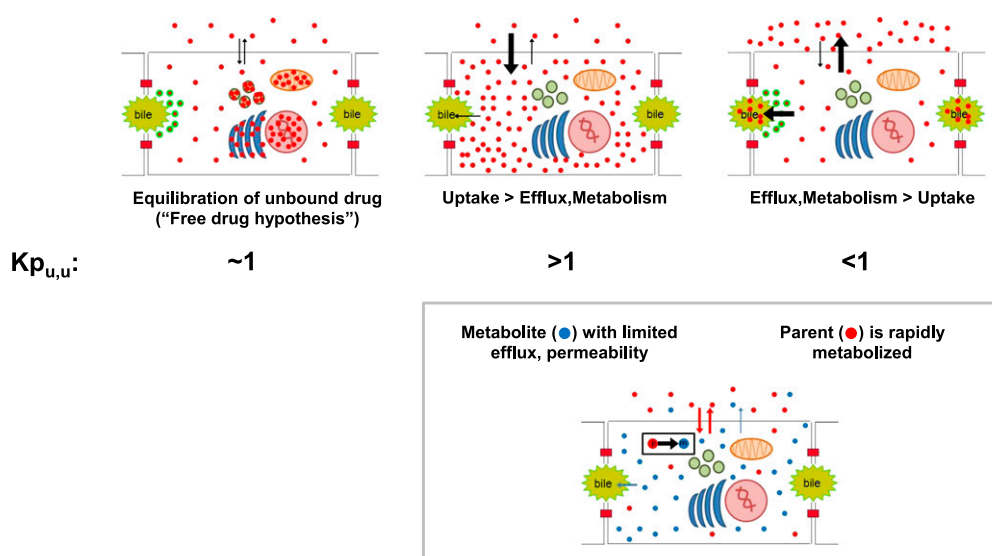 bile
bile
bile
bile
bile
bile
Equilibration of unbound drug
("Free drug hypothesis")
Uptake > Efflux,Metabolism
Efflux,Metabolism > Uptake
Kpu,u:
~1
>1
<1
Metabolite (●) with limited
efflux, permeability
Parent (●) is rapidly
metabolized
bile
bile